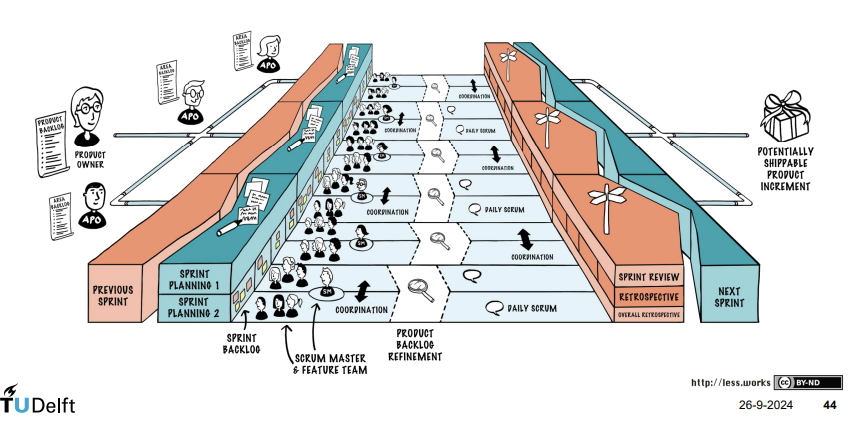 AREA
BACKLOG
APO
AREA
BACKLOG
APO
PRODUCT
BACKLOG
PRODUCT
OWNER
AREA
BACKLOG
APO
PREVIOUS
SPRINT
SPRINT
PLANNING 1
SPRINT
PLANNING 2
SPRINT
BACKLOG
SCRUM MASTER
& FEATURE TEAM
SM
SM
SM
COORDINATION
COORDINATION
COORDINATION
PRODUCT
BACKLOG
REFINEMENT
COORDINATION
DAILY SCRUM
COORDINATION
DAILY SCRUM
COORDINATION
DAILY SCRUM
SPRINT REVIEW
RETROSPECTIVE
OVERALL RETROSPECTIVE
NEXT
SPRINT
POTENTIALLY
SHIPPABLE
PRODUCT
INCREMENT
http://less.works
cc BY-ND
TUDelft
26-9-2024
44